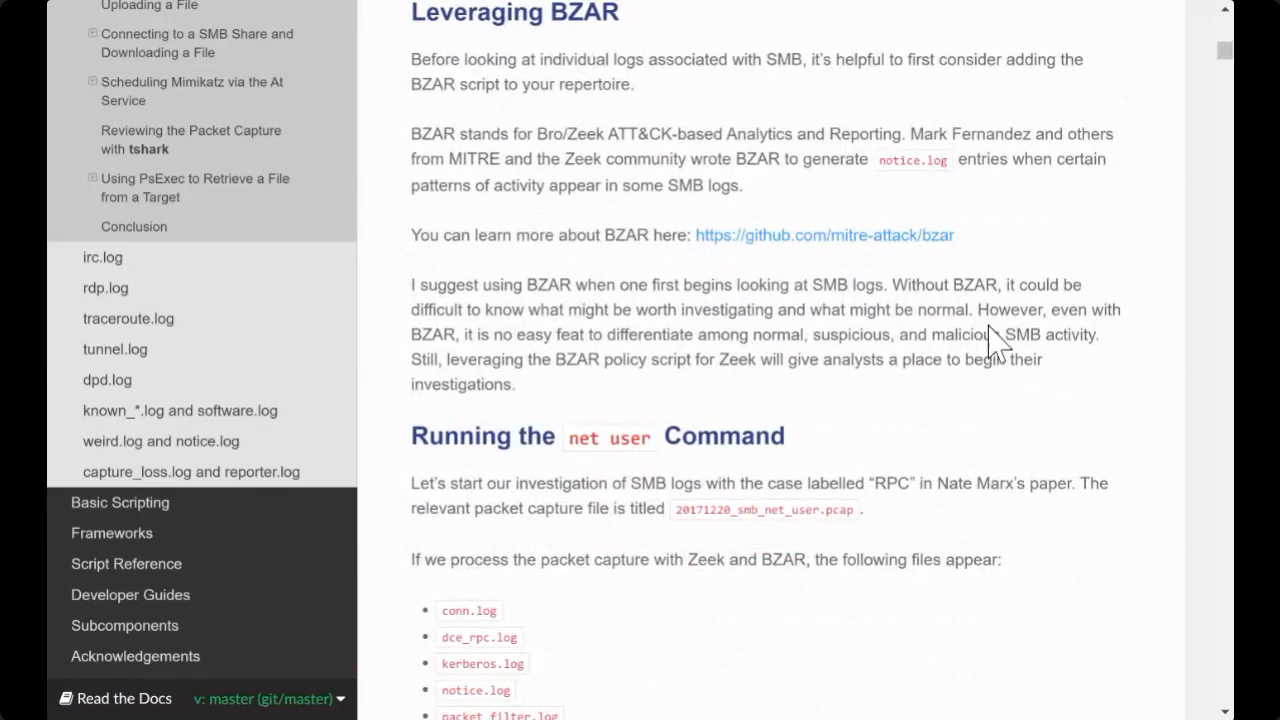 Uploading a File
Connecting to a SMB Share and
Downloading a File
Scheduling Mimikatz via the At
Service
Reviewing the Packet Capture
with tshark
Using PsExec to Retrieve a File
from a Target
Conclusion
irc.log
rdp.log
traceroute.log
tunnel.log
dpd.log
known_*.log and software.log
weird.log and notice.log
capture_loss.log and reporter.log
Basic Scripting
Frameworks
Script Reference
Developer Guides
Subcomponents
Acknowledgements
Read the Docs v: master (git/master)
Leveraging BZAR
Before looking at individual logs associated with SMB, it's helpful to first consider adding the
BZAR script to your repertoire.
BZAR stands for Bro/Zeek ATT&CK-based Analytics and Reporting. Mark Fernandez and others
from MITRE and the Zeek community wrote BZAR to generate notice.log entries when certain
patterns of activity appear in some SMB logs.
You can learn more about BZAR here: https://github.com/mitre-attack/bzar
I suggest using BZAR when one first begins looking at SMB logs. Without BZAR, it could be
difficult to know what might be worth investigating and what might be normal. However, even with
BZAR, it is no easy feat to differentiate among normal, suspicious, and malicious SMB activity.
Still, leveraging the BZAR policy script for Zeek will give analysts a place to begin their
investigations.
Running the net user Command
Let's start our investigation of SMB logs with the case labelled “RPC” in Nate Marx's paper. The
relevant packet capture file is titled 20171220_smb_net_user.pcap .
If we process the packet capture with Zeek and BZAR, the following files appear:
• conn.log
• dce_rpc.log
• kerberos.log
• notice.log
packet_filter.log